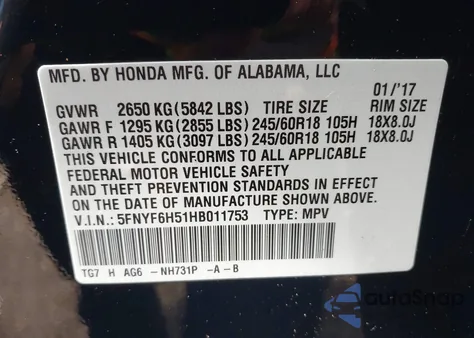 MFD. BY HONDA MFG. OF ALABAMA, LLC
01/'17
GVWR 2650 KG (5842 LBS) TIRE SIZE RIM SIZE
GAWR F 1295 KG (2855 LBS) 245/60R18 105H 18X8.0J
GAWR R 1405 KG (3097 LBS) 245/60R18 105H 18X8.0J
THIS VEHICLE CONFORMS TO ALL APPLICABLE
FEDERAL MOTOR VEHICLE SAFETY
AND THEFT PREVENTION STANDARDS IN EFFECT
ON THE DATE OF MANUFACTURE SHOWN ABOVE.
V.I.N.: 5FNYF6H51HB011753 TYPE: MPV
TG7 H AG6 -NH731P -A -B
autoSnap